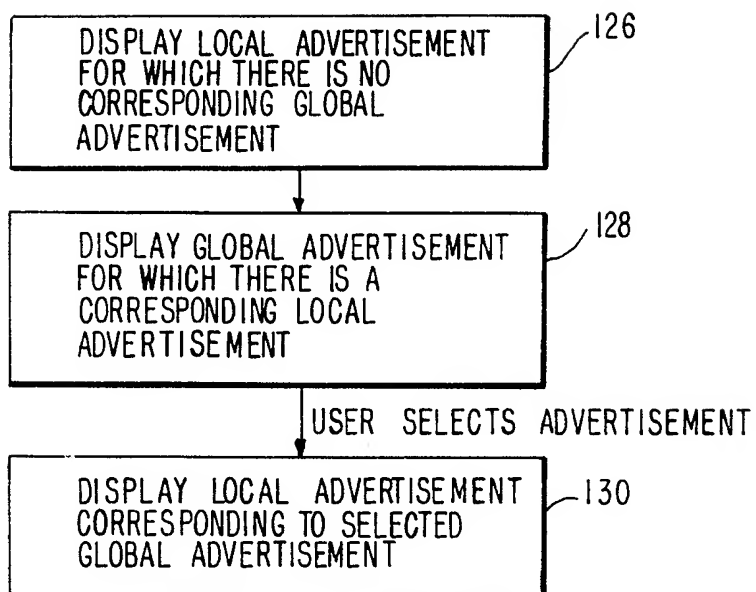 DISPLAY LOCAL ADVERTISEMENT
FOR WHICH THERE IS NO
CORRESPONDING GLOBAL
ADVERTISEMENT
126
DISPLAY GLOBAL ADVERTISEMENT
FOR WHICH THERE IS A
CORRESPONDING LOCAL
ADVERTISEMENT
128
USER SELECTS ADVERTISEMENT
DISPLAY LOCAL ADVERTISEMENT
CORRESPONDING TO SELECTED
GLOBAL ADVERTISEMENT
130